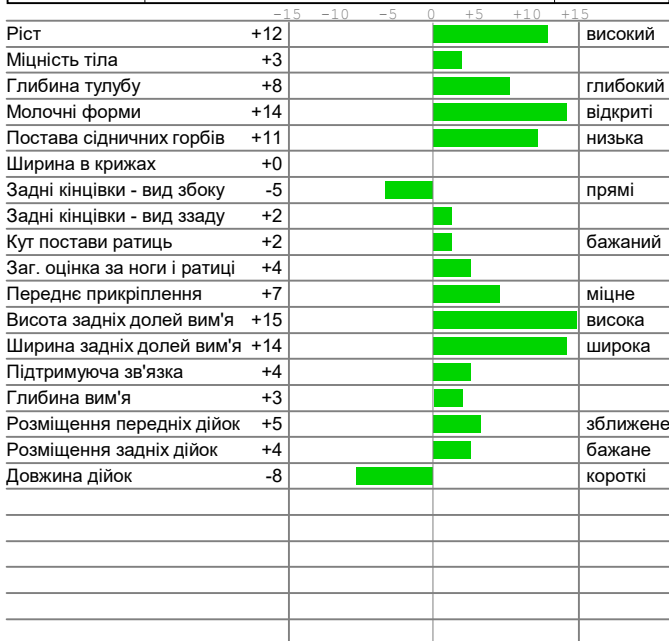 -15 -10 -5 0 +5 +10 +15
Ріст +12 високий
Міцність тіла +3
Глибина тулубу +8 глибокий
Молочні форми +14 відкриті
Постава сідничних горбів +11 низька
Ширина в крижах +0
Задні кінцівки - вид збоку -5 прямі
Задні кінцівки - вид ззаду +2
Кут постави ратиць +2 бажаний
Заг. оцінка за ноги і ратиці +4
Переднє прикріплення +7 міцне
Висота задніх долей вим'я +15 висока
Ширина задніх долей вим'я +14 широка
Підтримуюча зв'язка +4
Глибина вим'я +3
Розміщення передніх дійок +5 зближене
Розміщення задніх дійок +4 бажане
Довжина дійок -8 короткі